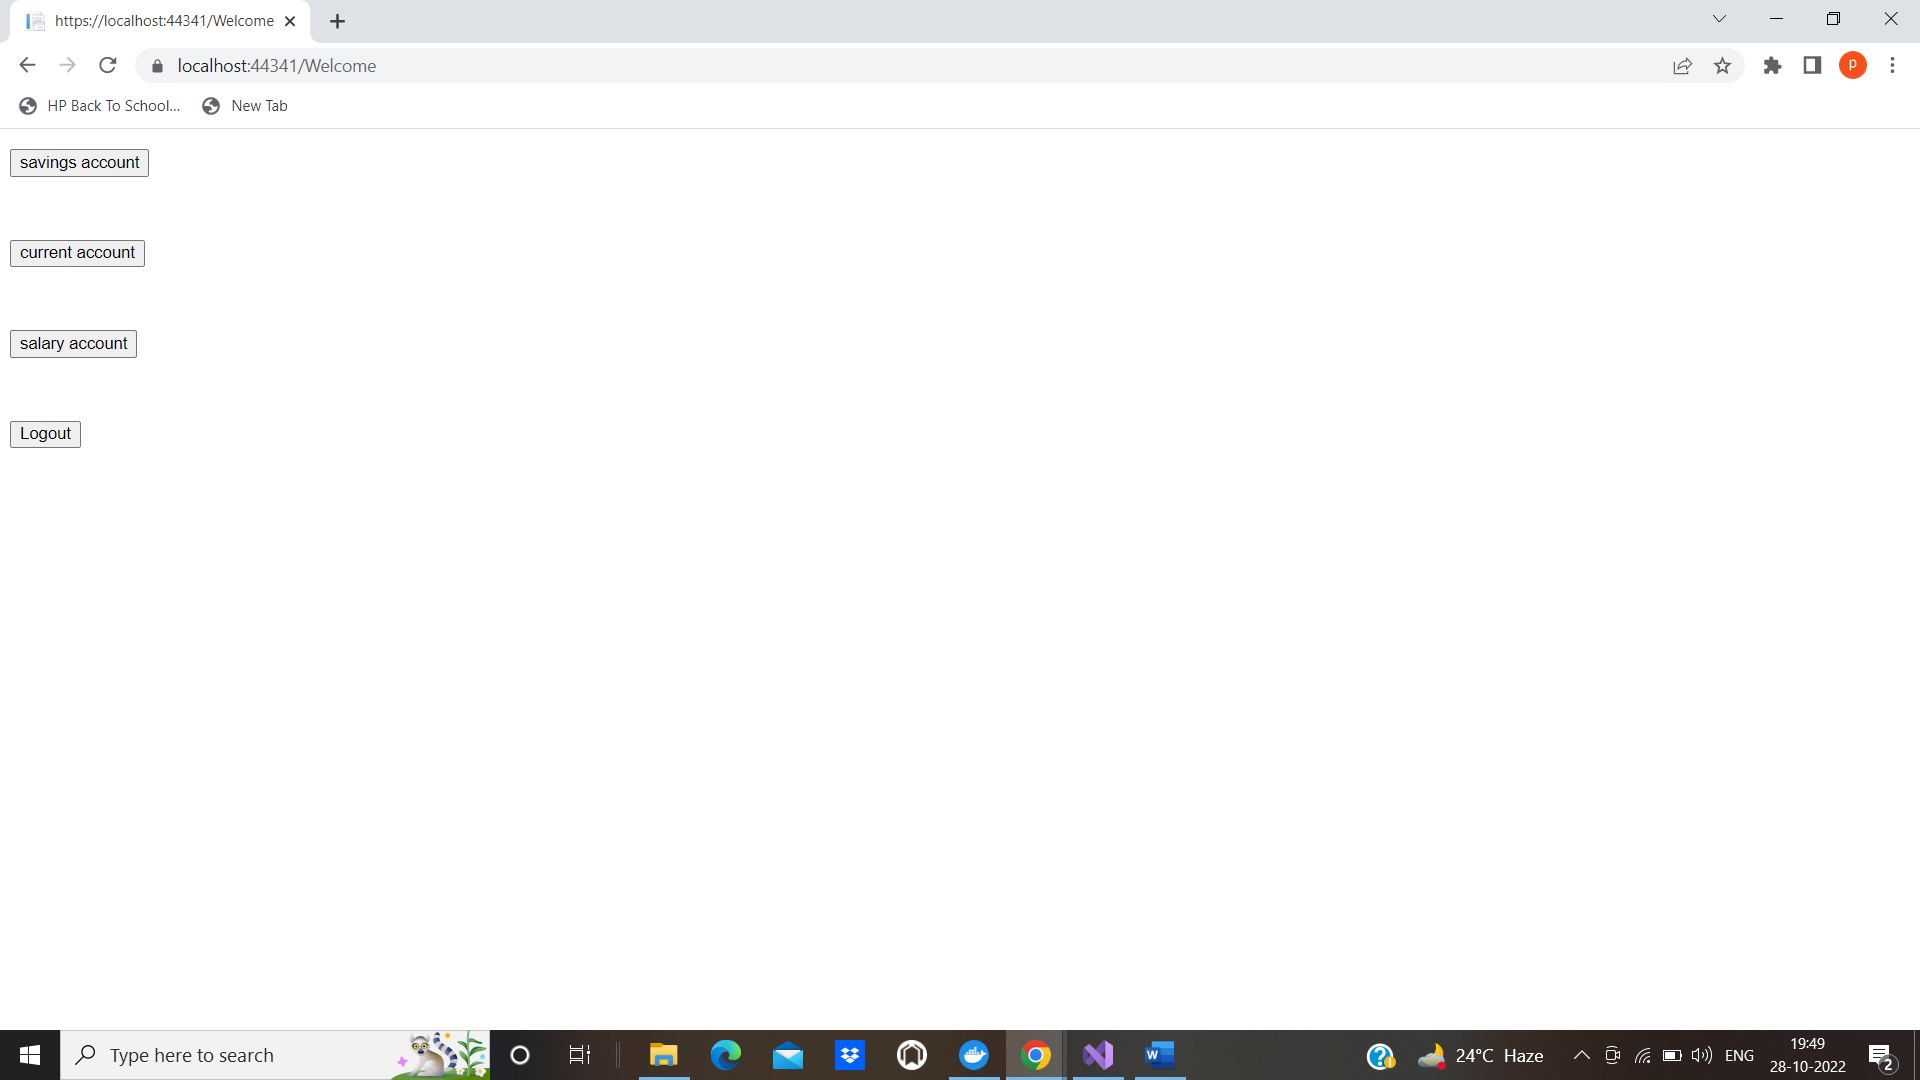 https://localhost:44341/Welcome
localhost:44341/Welcome
HP Back To School...
New Tab
savings account
current account
salary account
Logout
Type here to search
24°C Haze
ENG
19:49
28-10-2022
2